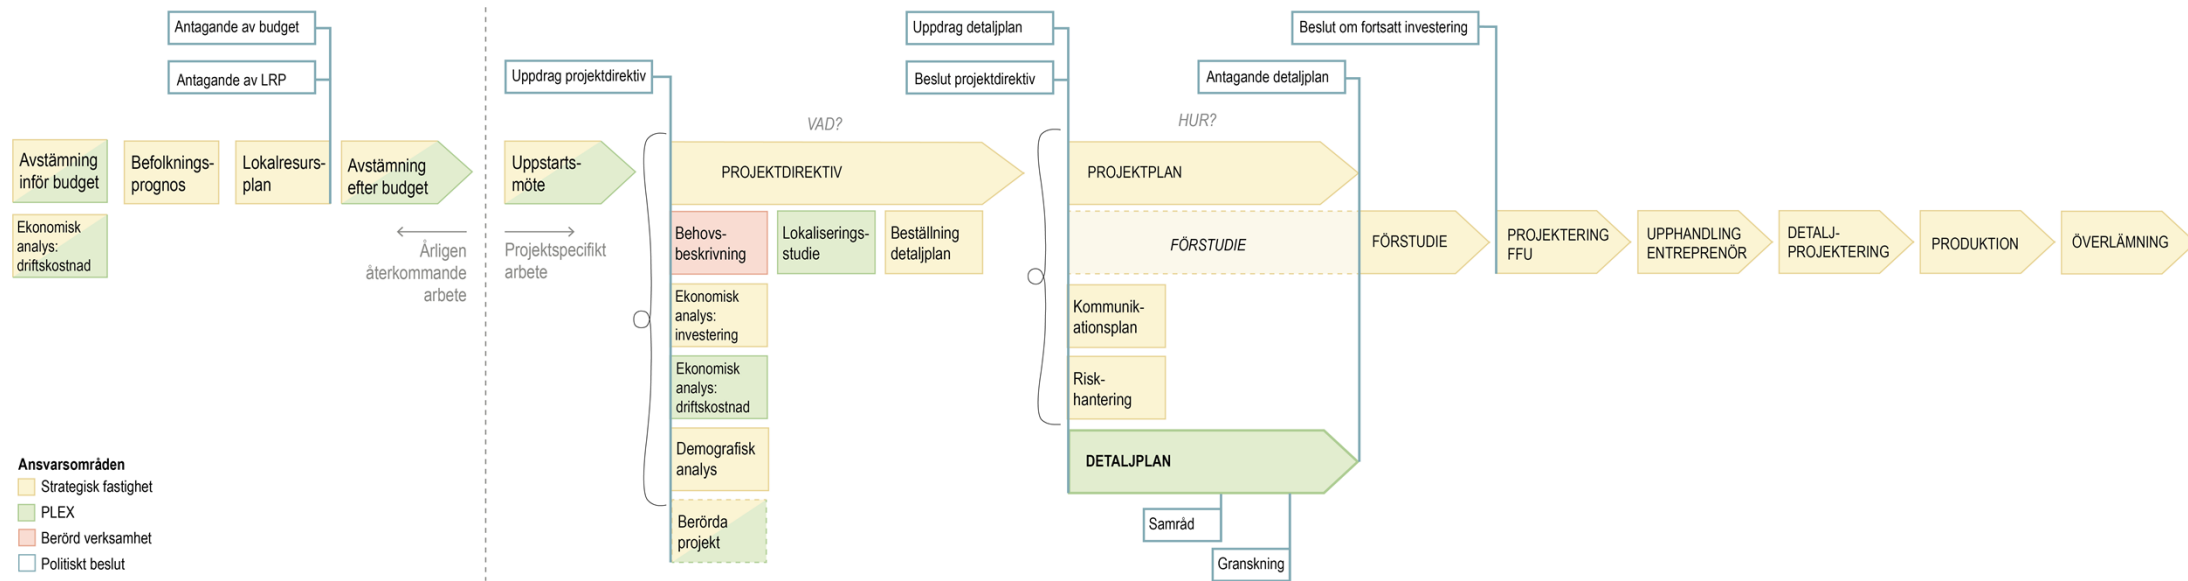 Antagande av budget
Antagande av LRP
Uppdrag projektdirektiv
Uppdrag detaljplan
Beslut projektdirektiv
Antagande detaljplan
Beslut om fortsatt investering
VAD?
HUR?
Avstämning
inför budget
Befolknings-
prognos
Lokalresurs-
plan
Avstämning
efter budget
Uppstarts-
möte
PROJEKTDIREKTIV
PROJEKTPLAN
Ekonomisk
analys:
driftskostnad
Årligen
återkommande
arbete
Projektspecifikt
arbete
Behovs-
beskrivning
Lokaliserings-
studie
Beställning
detaljplan
FÖRSTUDIE
FÖRSTUDIE
PROJEKTERING
FFU
UPPHANDLING
ENTREPRENÖR
DETALJ-
PROJEKTERING
PRODUKTION
ÖVERLÄMNING
Ekonomisk
analys:
investering
Ekonomisk
analys:
driftskostnad
Demografisk
analys
Berörda
projekt
Kommunik-
ationsplan
Risk-
hantering
DETALJPLAN
Samråd
Granskning
Ansvarsområden
Strategisk fastighet
PLEX
Berörd verksamhet
Politiskt beslut